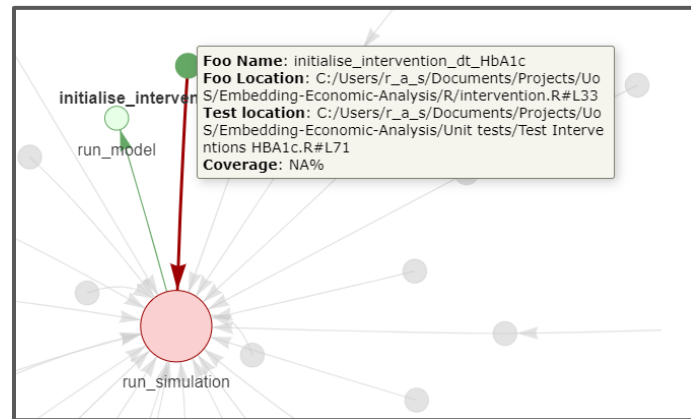 Foo Name: initialise_intervention_dt_HbA1c
Foo Location: C:/Users/r_a_s/Documents/Projects/Uo
S/Embedding-Economic-Analysis/R/intervention.R#L33
Test location: C:/Users/r_a_s/Documents/Projects/Uo
S/Embedding-Economic-Analysis/Unit tests/Test Interve
ntions HBA1c.R#L71
Coverage: NA%
initialise_interven
run_model
run_simulation